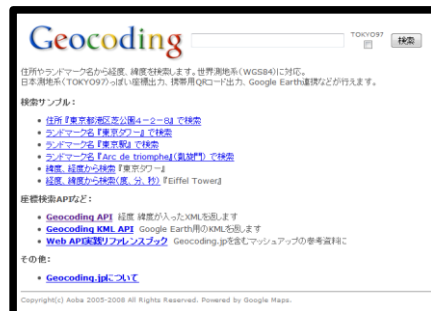 Geocoding
TOKYO97
検索
住所やランドマーク名から経度、緯度を検索します。世界測地系(WGS84)に対応。
日本測地系(TOKYO97)っぽい座標出力、携帯用QRコード出力、Google Earth連携などが行えます。
検索サンプル：
住所『東京都港区芝公園4－2－8』で検索
ランドマーク名『東京タワー』で検索
ランドマーク名『東京駅』で検索
ランドマーク名『Arc de triomphe』(凱旋門) で検索
緯度、経度から検索『東京タワー』
経度、緯度から検索(度、分、秒)『Eiffel Tower』
座標検索APIなど：
Geocoding API 経度 緯度が入ったXMLを返します
Geocoding KML API Google Earth用のKMLを返します
Web API実践リファレンスブック Geocoding.jpを含むマッシュアップの参考資料に
その他：
Geocoding.jpについて
Copyright(c) Aoba 2005-2008 All Rights Reserved. Powered by Google Maps.